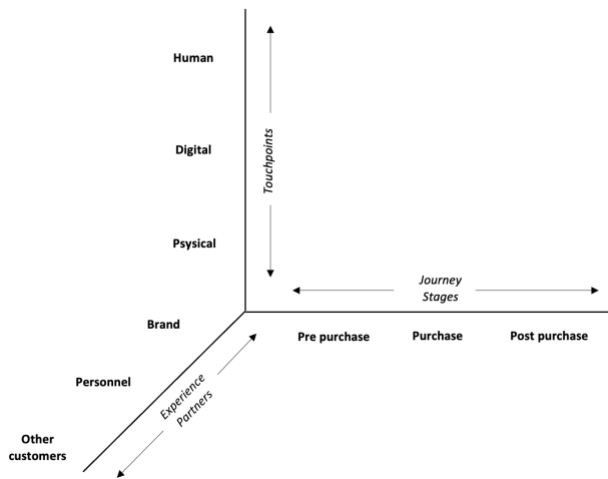 Human
Digital
Psysical
Touchpoints
Journey
Stages
Pre purchase
Purchase
Post purchase
Brand
Personnel
Other
customers
Experience
Partners